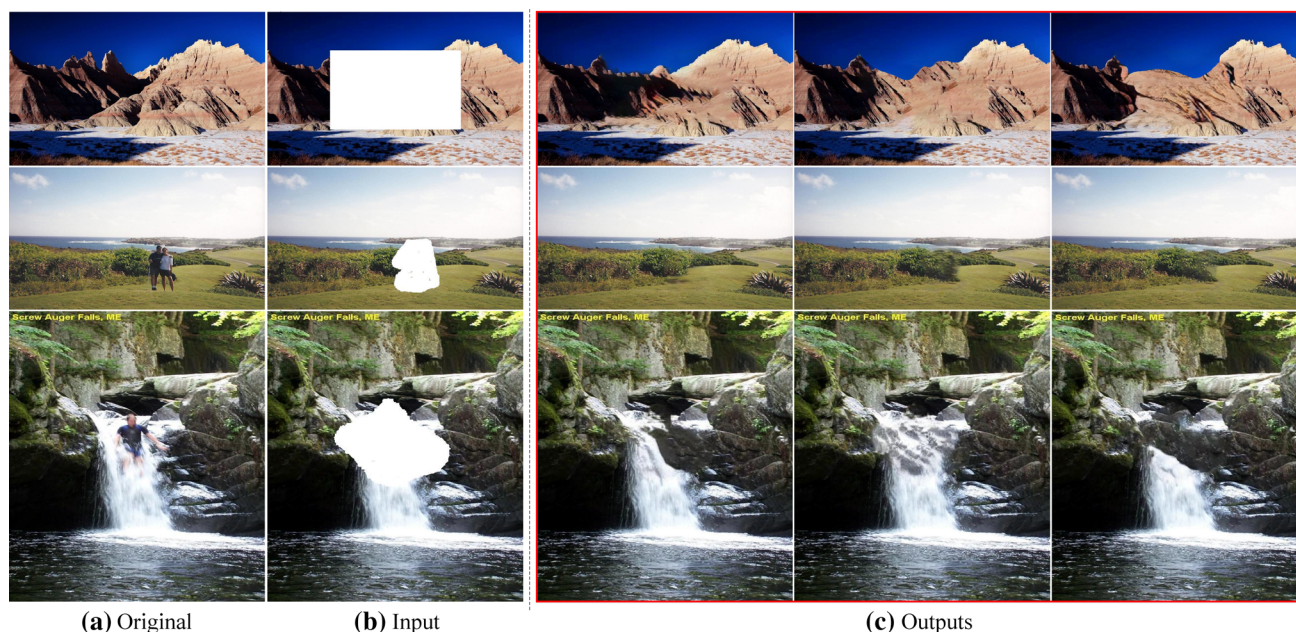 Screw Auger Falls, ME
Screw Auger Falls, ME
Screw Auger Falls, ME
Screw Auger Falls, ME
Screw Auger Falls, ME
(a) Original
(b) Input
(c) Outputs